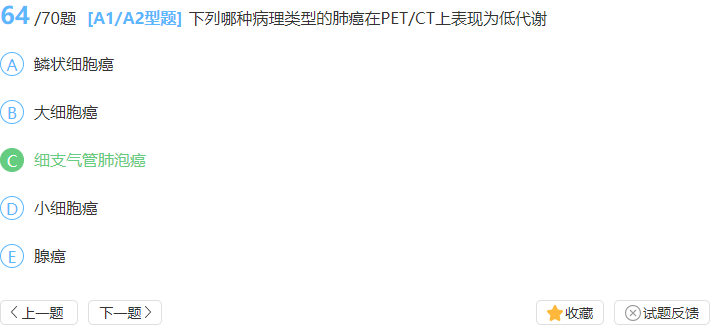 64 /70题 [A1/A2型题] 下列哪种病理类型的肺癌在PET/CT上表现为低代谢
A 鳞状细胞癌
B 大细胞癌
C 细支气管肺泡癌
D 小细胞癌
E 腺癌
上一题 下一题 收藏 试题反馈